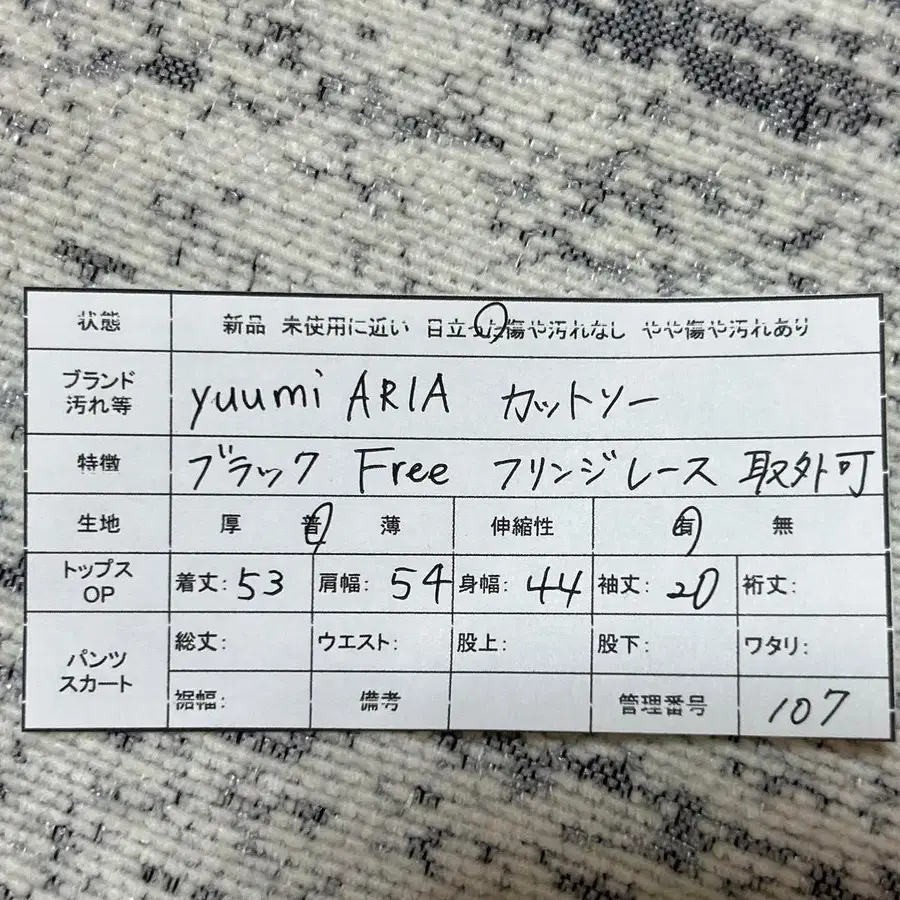 状態 新品 未使用に近い 目立った傷や汚れなし やや傷や汚れあり
ブランド
汚れ等
yuumi ARIA カットソー
特徴 ブラック Free フリンジレース 取外可
生地 厚 普 薄 伸縮性 有 無
トップス
OP
着丈: 53 肩幅: 54 身幅: 44 袖丈: 20 裄丈:
パンツ
スカート
総丈: ウエスト: 股上: 股下: ワタリ:
裾幅: 備考 管理番号 107